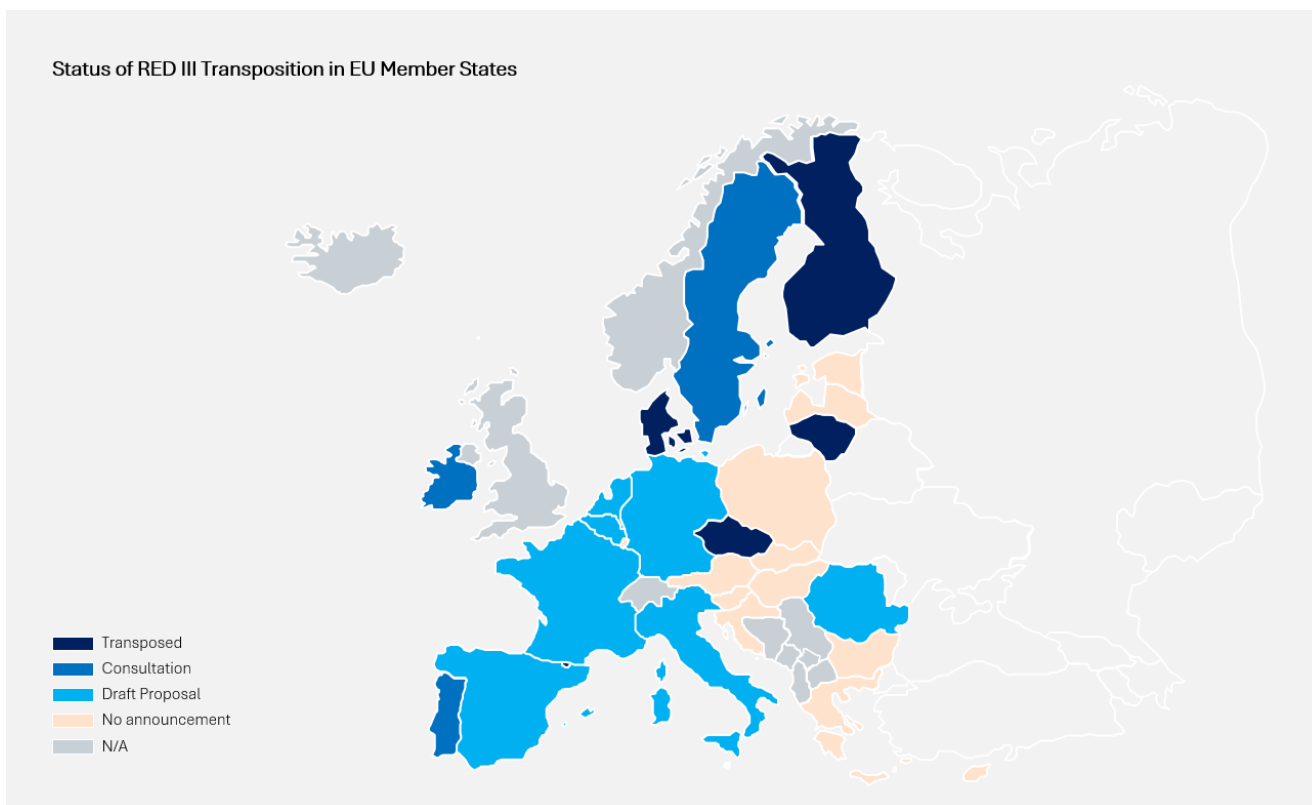 Status of RED III Transposition in EU Member States
Transposed
Consultation
Draft Proposal
No announcement
N/A